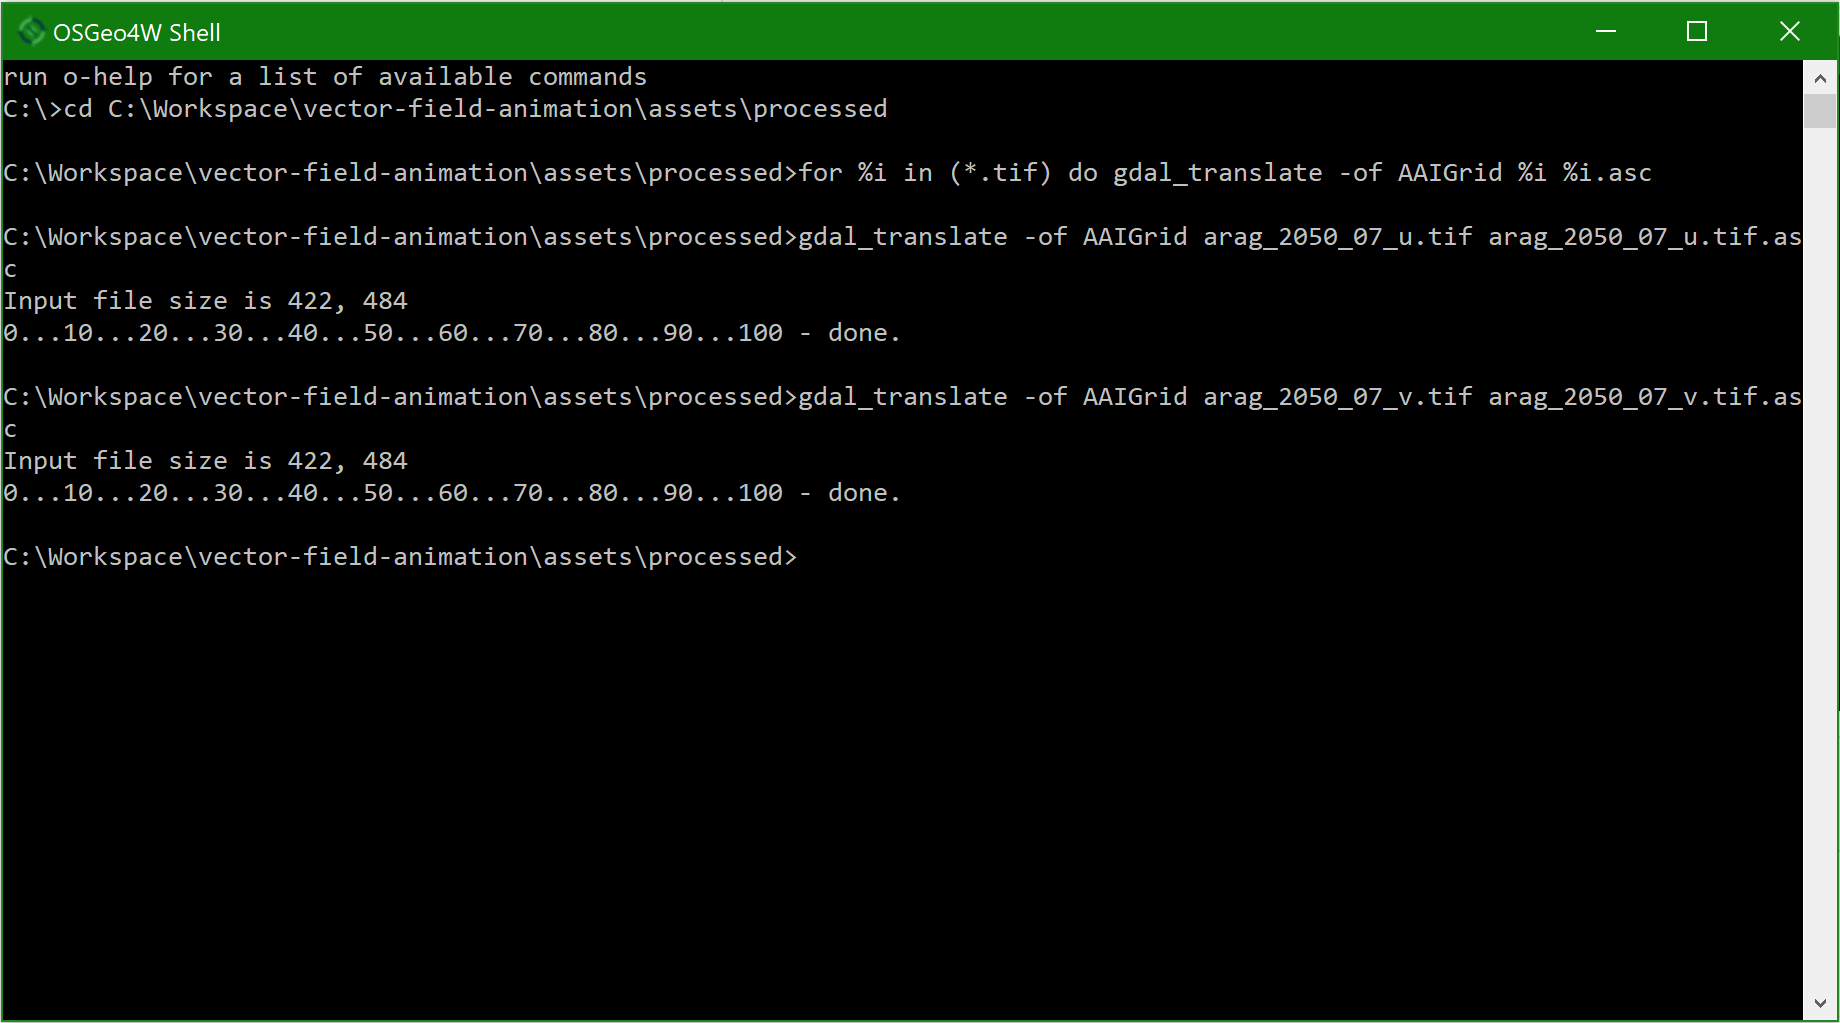 OSGeo4W Shell
run o-help for a list of available commands
C:\>cd C:\Workspace\vector-field-animation\assets\processed
C:\Workspace\vector-field-animation\assets\processed>for %i in (*.tif) do gdal_translate -of AAIGrid %i %i.asc
C:\Workspace\vector-field-animation\assets\processed>gdal_translate -of AAIGrid arag_2050_07_u.tif arag_2050_07_u.tif.as
c
Input file size is 422, 484
0...10...20...30...40...50...60...70...80...90...100 - done.
C:\Workspace\vector-field-animation\assets\processed>gdal_translate -of AAIGrid arag_2050_07_v.tif arag_2050_07_v.tif.as
c
Input file size is 422, 484
0...10...20...30...40...50...60...70...80...90...100 - done.
C:\Workspace\vector-field-animation\assets\processed>